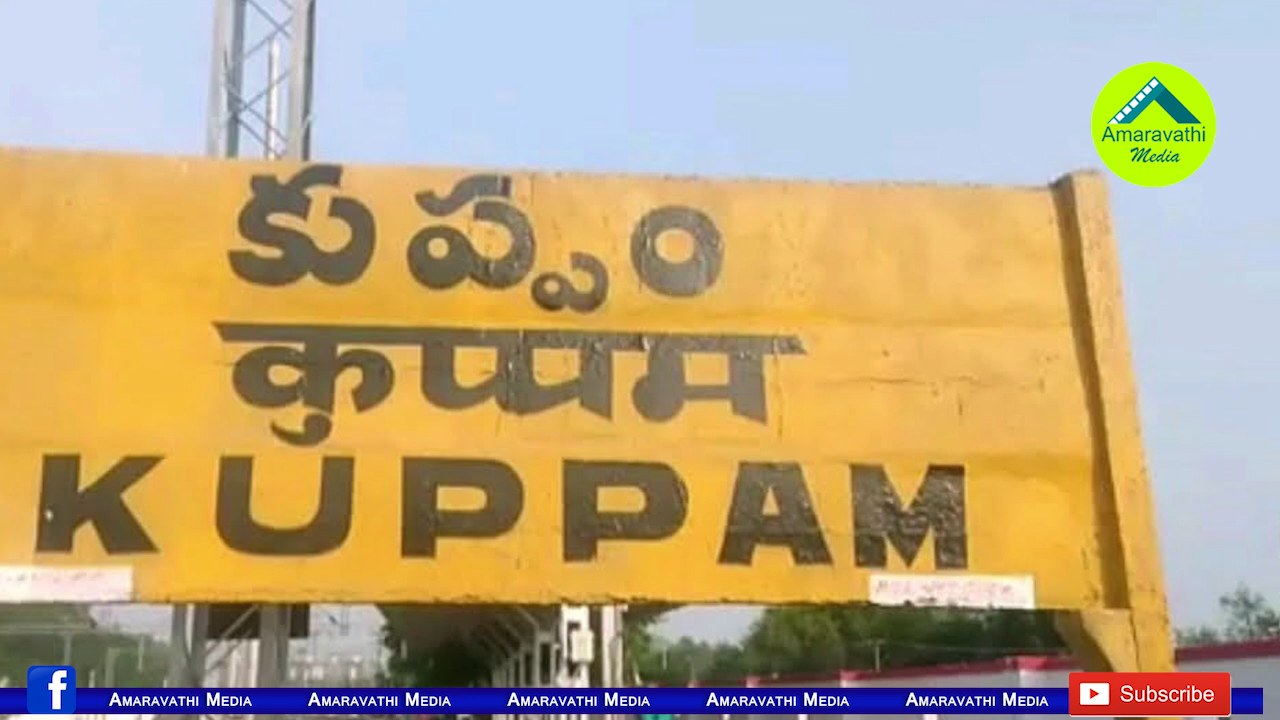 Amaravathi
Media
కుప్పం
कुप्पम
KUPPAM
f AMARAVATHI MEDIA AMARAVATHI MEDIA AMARAVATHI MEDIA AMARAVATHI MEDIA AMARAVATHI MEDIA Subscribe